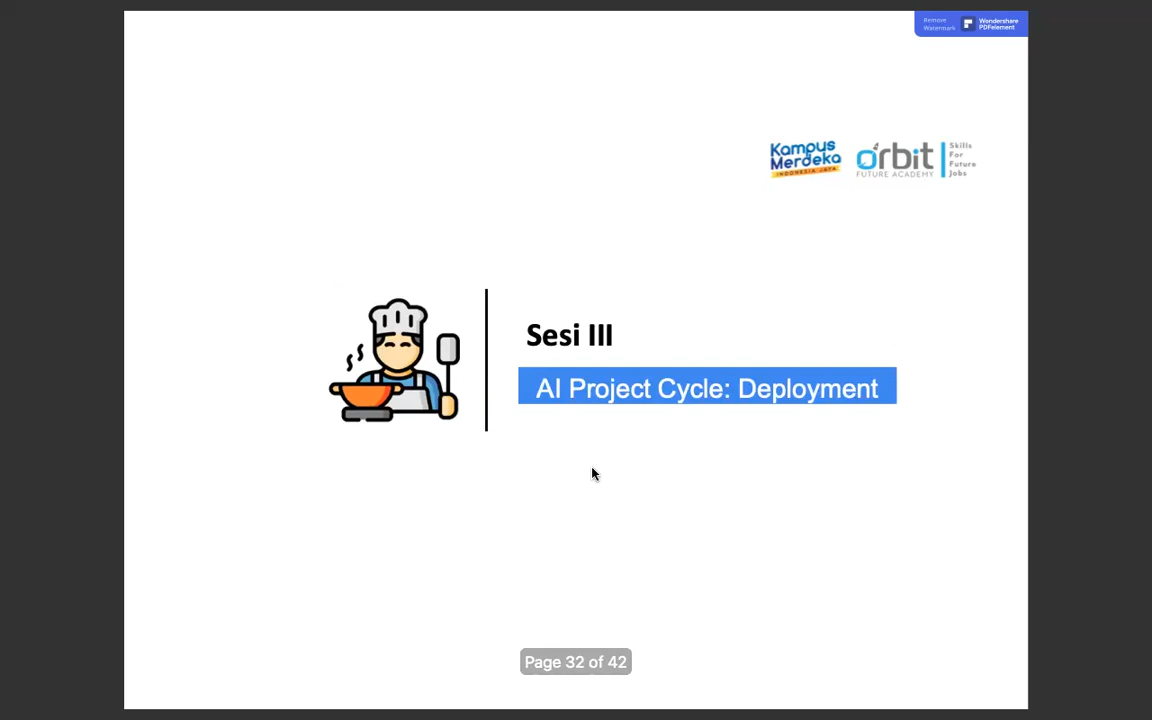 Remove
Watermark
Wondershare
PDFelement
Kampus
Merdeka
INDONESIA JAYA
orbit
FUTURE ACADEMY
Skills
For
Future
Jobs
Sesi III
AI Project Cycle: Deployment
Page 32 of 42